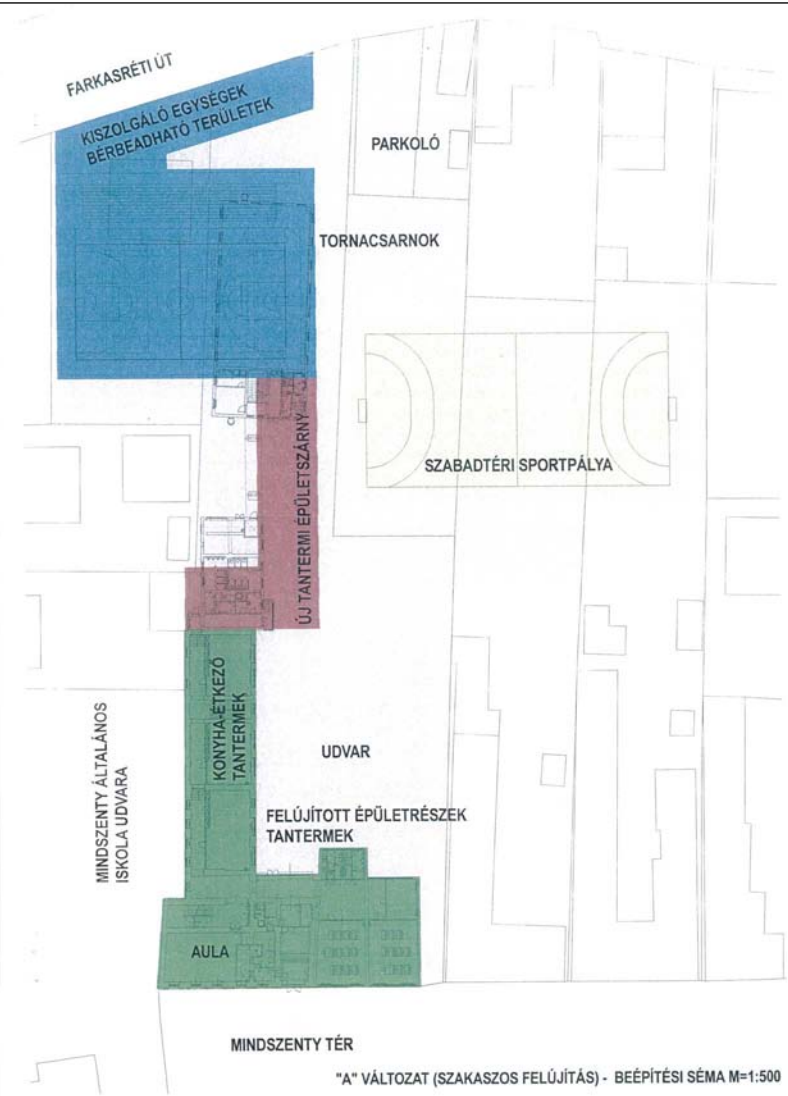 FARKASRÉTI ÚT
KISZOLGÁLÓ EGYSÉGEK
BÉRBEADHATÓ TERÜLETEK
PARKOLÓ
TORNACSARNOK
SZABADTÉRI SPORTPÁLYA
ÚJ TANTERMI ÉPÜLETSZÁRNY
KONYHA-ÉTKEZŐ
TANTERMEK
MINDSZENTY ÁLTALÁNOS
ISKOLA UDVARA
UDVAR
FELÚJÍTOTT ÉPÜLETRÉSZEK
TANTERMEK
AULA
MINDSZENTY TÉR
"A" VÁLTOZAT (SZAKASZOS FELÚJÍTÁS) - BEÉPÍTÉSI SÉMA M=1:500